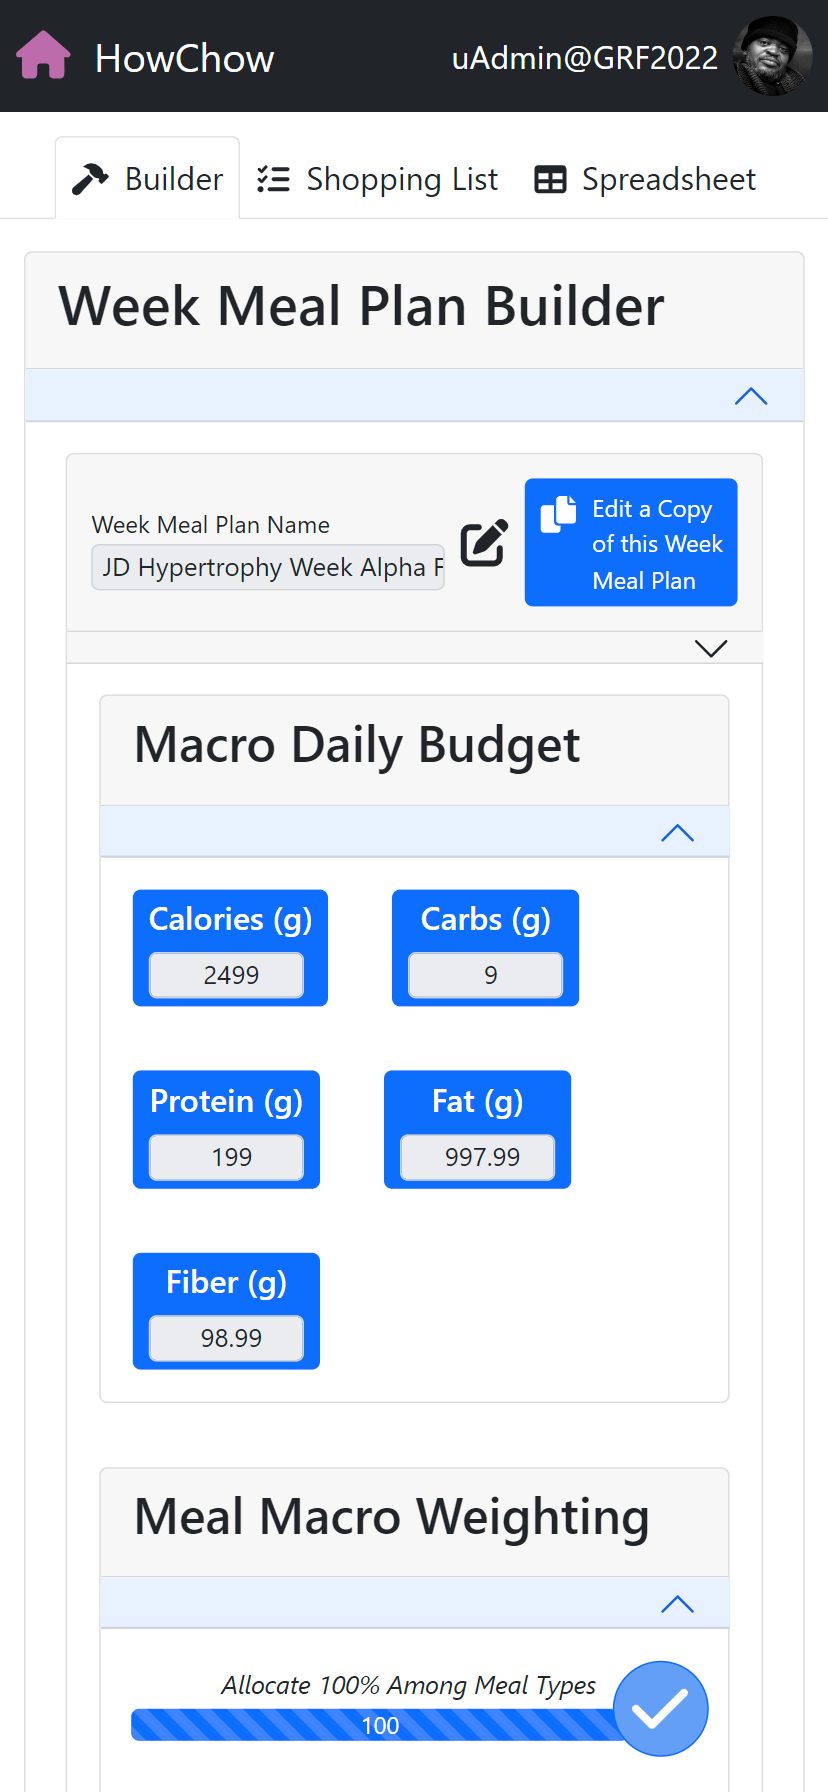 HowChow
uAdmin@GRF2022
Builder
Shopping List
Spreadsheet
Week Meal Plan Builder
Week Meal Plan Name
JD Hypertrophy Week Alpha
Edit a Copy
of this Week
Meal Plan
Macro Daily Budget
Calories (g)
2499
Carbs (g)
9
Protein (g)
199
Fat (g)
997.99
Fiber (g)
98.99
Meal Macro Weighting
Allocate 100% Among Meal Types
100